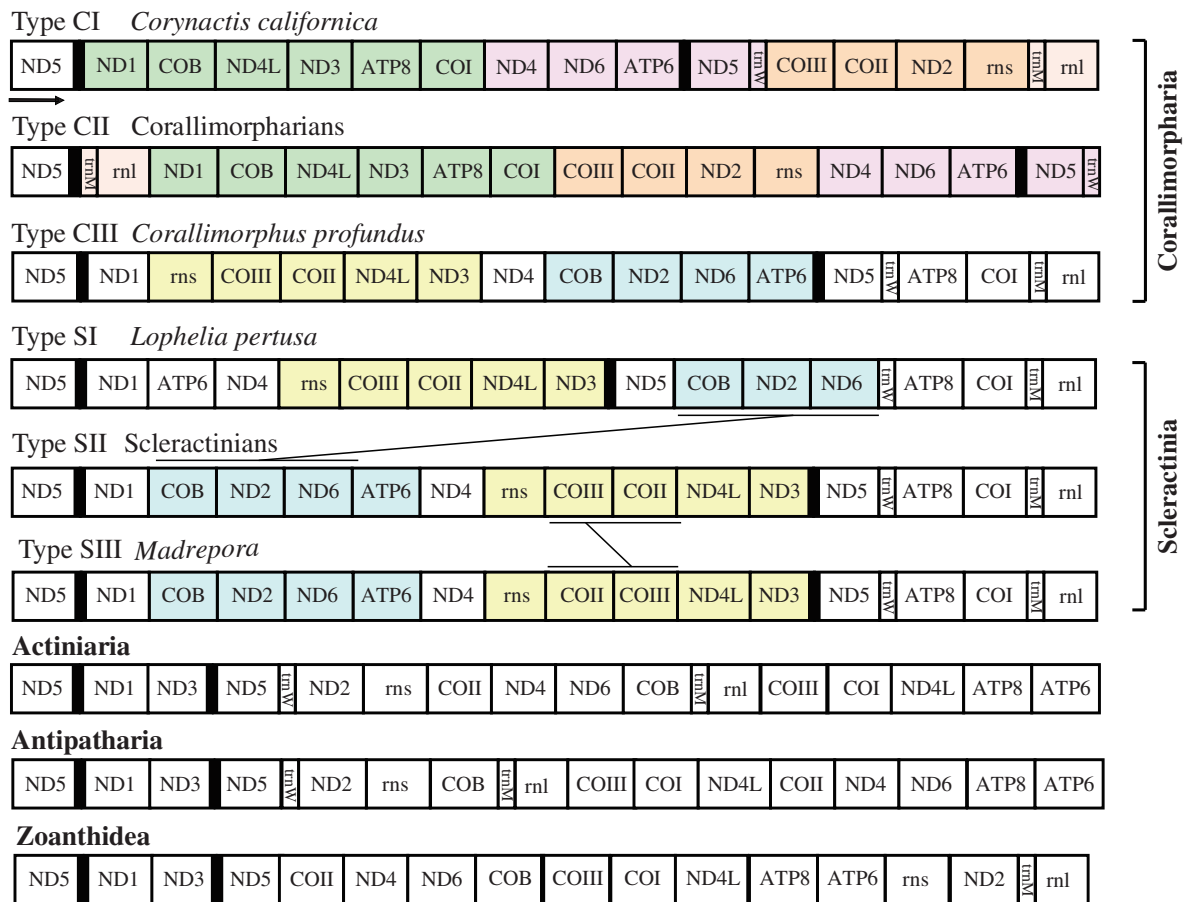 Type CI Corynactis californica
ND5 ND1 COB ND4L ND3 ATP8 COI ND4 ND6 ATP6 ND5 trnW COIII COII ND2 rns trnM rnl
Type CII Corallimorpharians
ND5 trnM rnl ND1 COB ND4L ND3 ATP8 COI COIII COII ND2 rns ND4 ND6 ATP6 ND5 trnW
Type CIII Corallimorphus profundus
ND5 ND1 rns COIII COII ND4L ND3 ND4 COB ND2 ND6 ATP6 ND5 trnW ATP8 COI trnM rnl
Corallimorpharia
Type SI Lophelia pertusa
ND5 ND1 ATP6 ND4 rns COIII COII ND4L ND3 ND5 COB ND2 ND6 trnW ATP8 COI trnM rnl
Type SII Scleractinians
ND5 ND1 COB ND2 ND6 ATP6 ND4 rns COIII COII ND4L ND3 ND5 trnW ATP8 COI trnM rnl
Type SIII Madrepora
ND5 ND1 COB ND2 ND6 ATP6 ND4 rns COII COIII ND4L ND3 ND5 trnW ATP8 COI trnM rnl
Scleractinia
Actiniaria
ND5 ND1 ND3 ND5 trnW ND2 rns COII ND4 ND6 COB trnM rnl COIII COI ND4L ATP8 ATP6
Antipatharia
ND5 ND1 ND3 ND5 trnW ND2 rns COB trnM rnl COIII COI ND4L COII ND4 ND6 ATP8 ATP6
Zoanthidea
ND5 ND1 ND3 ND5 COII ND4 ND6 COB COIII COI ND4L ATP8 ATP6 rns ND2 trnM rnl